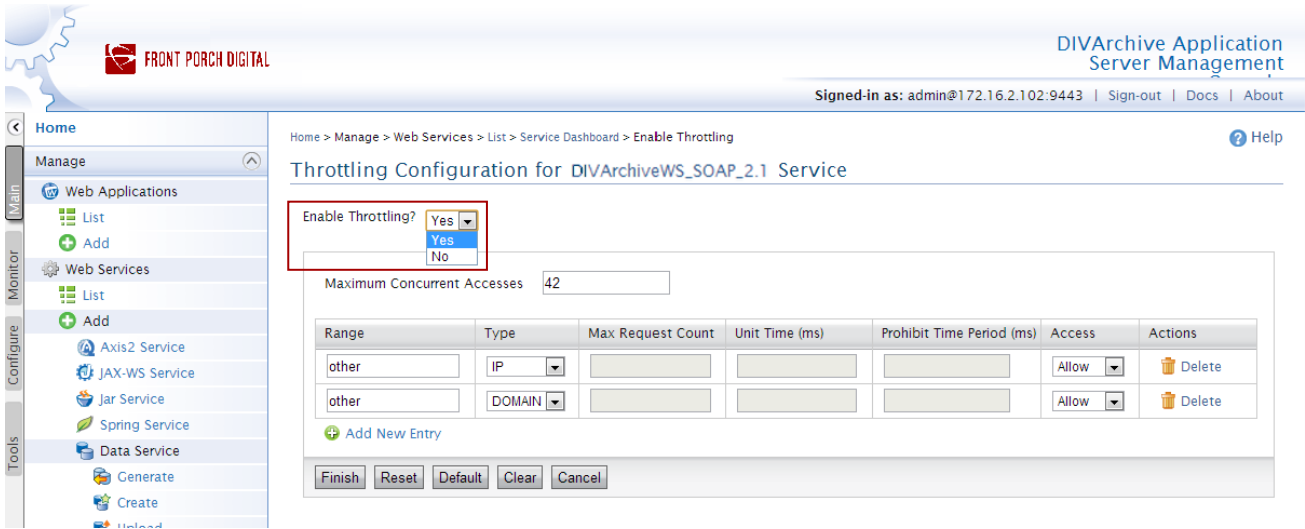 FRONT PORCH DIGITAL
DIVArchive Application
Server Management
Signed-in as: admin@172.16.2.102:9443 | Sign-out | Docs | About
Main
Monitor
Configure
Tools
Home
Manage
Web Applications
List
Add
Web Services
List
Add
Axis2 Service
JAX-WS Service
Jar Service
Spring Service
Data Service
Generate
Create
Upload
Home > Manage > Web Services > List > Service Dashboard > Enable Throttling
Help
Throttling Configuration for DIVArchiveWS_SOAP_2.1 Service
Enable Throttling? Yes
Yes
No
Maximum Concurrent Accesses 42
Range Type Max Request Count Unit Time (ms) Prohibit Time Period (ms) Access Actions
other IP Allow Delete
other DOMAIN Allow Delete
Add New Entry
Finish Reset Default Clear Cancel